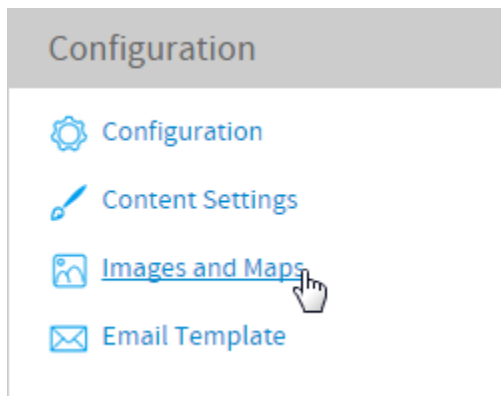 Configuration
Configuration
Content Settings
Images and Maps
Email Template